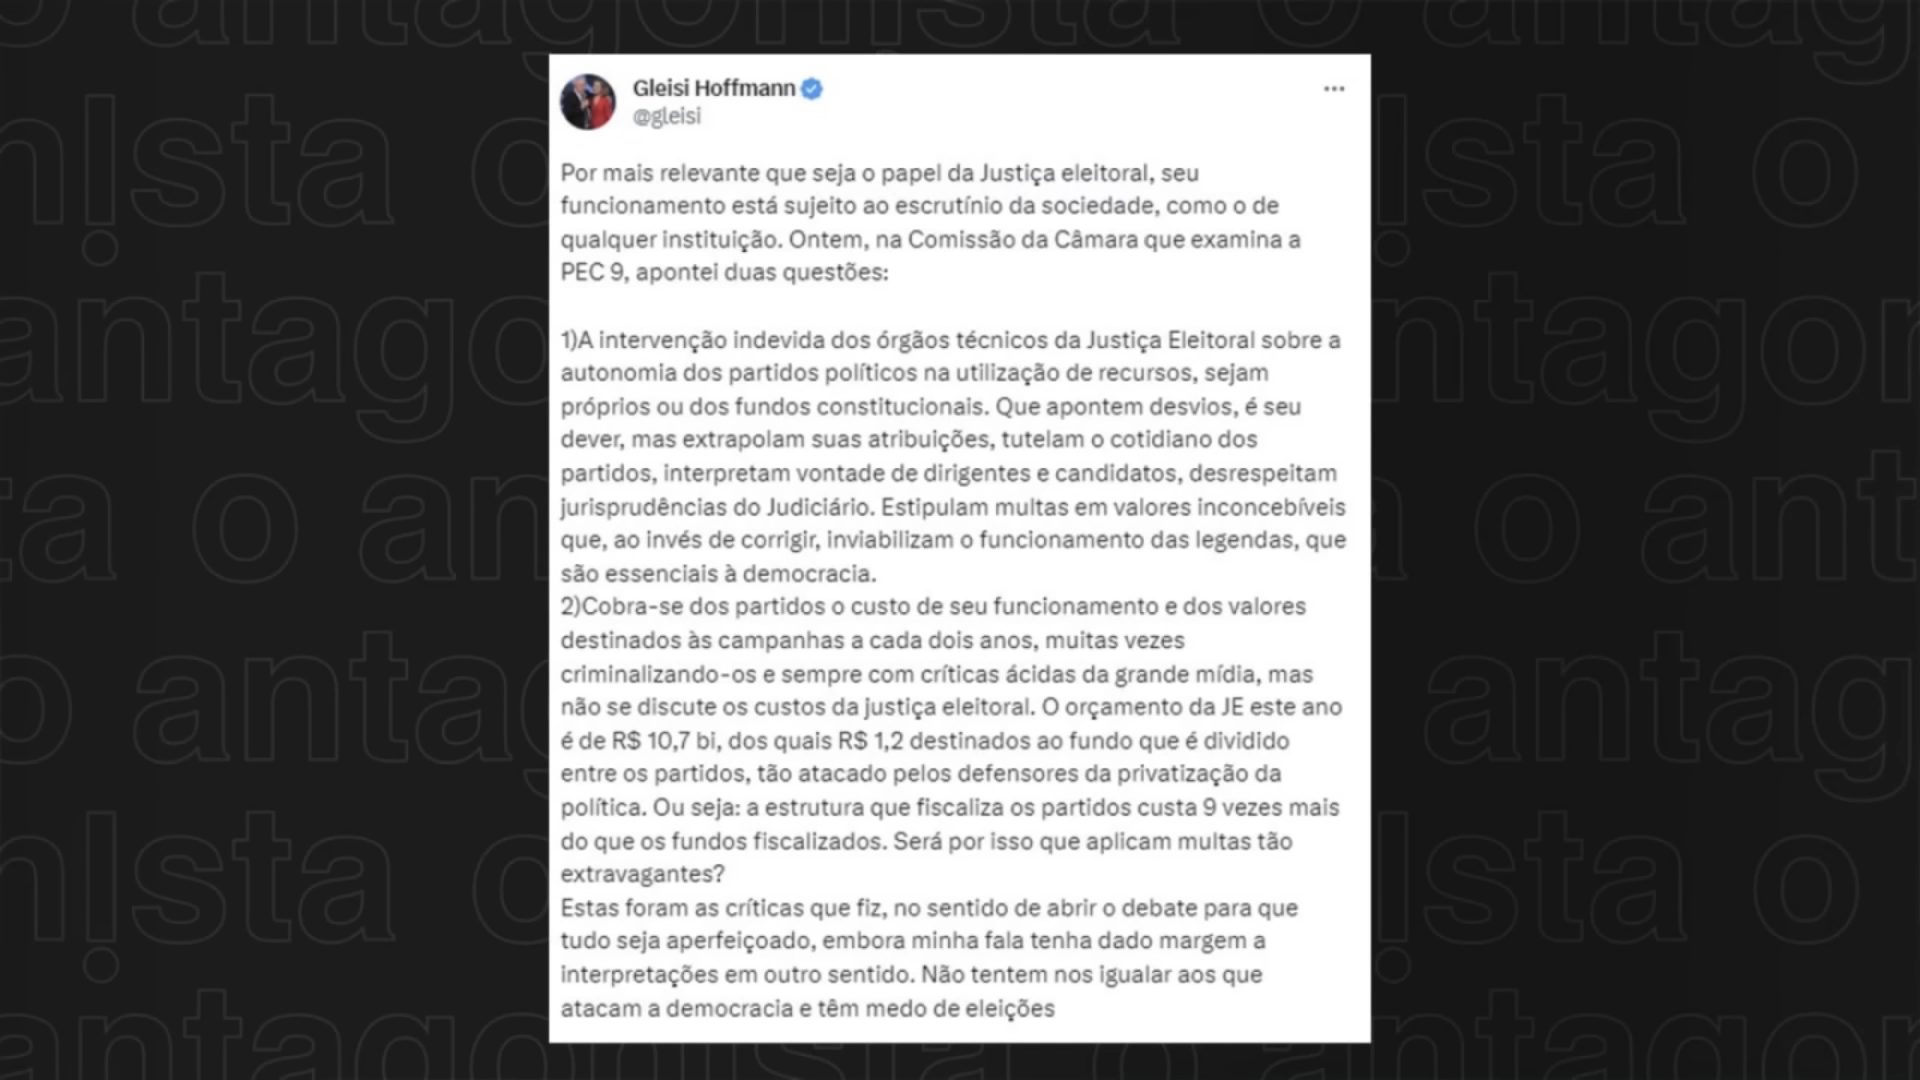 o antagonista o antagonista
Gleisi Hoffmann
@gleisi
Por mais relevante que seja o papel da Justiça eleitoral, seu
funcionamento está sujeito ao escrutínio da sociedade, como o de
qualquer instituição. Ontem, na Comissão da Câmara que examina a
PEC 9, apontei duas questões:
1)A intervenção indevida dos órgãos técnicos da Justiça Eleitoral sobre a
autonomia dos partidos políticos na utilização de recursos, sejam
próprios ou dos fundos constitucionais. Que apontem desvios, é seu
dever, mas extrapolam suas atribuições, tutelam o cotidiano dos
partidos, interpretam vontade de dirigentes e candidatos, desrespeitam
jurisprudências do Judiciário. Estipulam multas em valores inconcebíveis
que, ao invés de corrigir, inviabilizam o funcionamento das legendas, que
são essenciais à democracia.
2)Cobra-se dos partidos o custo de seu funcionamento e dos valores
destinados às campanhas a cada dois anos, muitas vezes
criminalizando-os e sempre com críticas ácidas da grande mídia, mas
não se discute os custos da justiça eleitoral. O orçamento da JE este ano
é de R$ 10,7 bi, dos quais R$ 1,2 destinados ao fundo que é dividido
entre os partidos, tão atacado pelos defensores da privatização da
política. Ou seja: a estrutura que fiscaliza os partidos custa 9 vezes mais
do que os fundos fiscalizados. Será por isso que aplicam multas tão
extravagantes?
Estas foram as críticas que fiz, no sentido de abrir o debate para que
tudo seja aperfeiçoado, embora minha fala tenha dado margem a
interpretações em outro sentido. Não tentem nos igualar aos que
atacam a democracia e têm medo de eleições